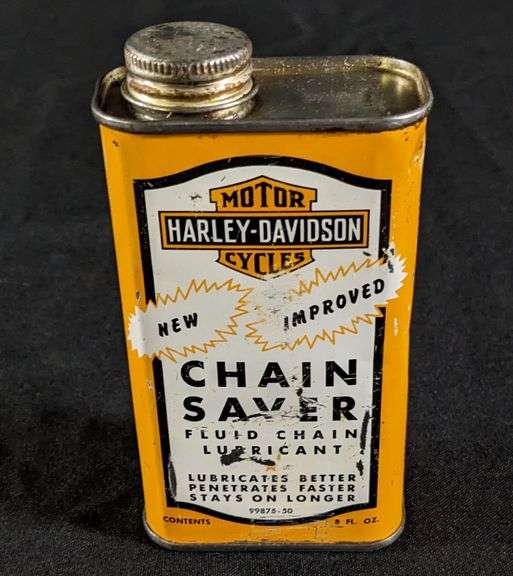 MOTOR
HARLEY-DAVIDSON
CYCLES
NEW
IMPROVED
CHAIN
SAVER
FLUID CHAIN
LUBRICANT
LUBRICATES BETTER
PENETRATES FASTER
STAYS ON LONGER
99875-50
CONTENTS 8 FL. OZ.